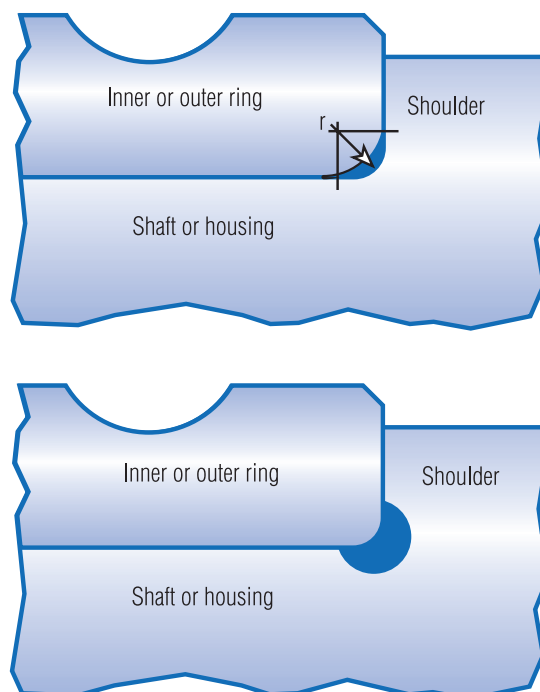 Inner or outer ring
Shoulder
r
Shaft or housing
Inner or outer ring
Shoulder
Shaft or housing